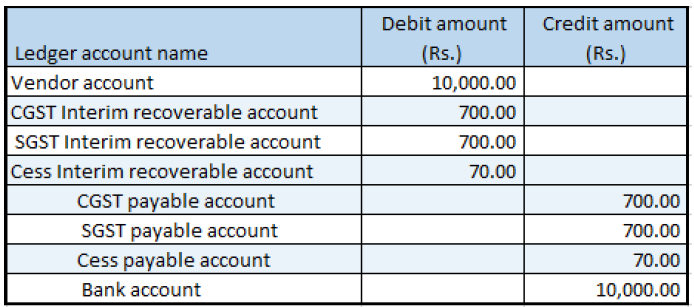 Ledger account name Debit amount (Rs.) Credit amount (Rs.)
Vendor account 10,000.00
CGST Interim recoverable account 700.00
SGST Interim recoverable account 700.00
Cess Interim recoverable account 70.00
CGST payable account 700.00
SGST payable account 700.00
Cess payable account 70.00
Bank account 10,000.00